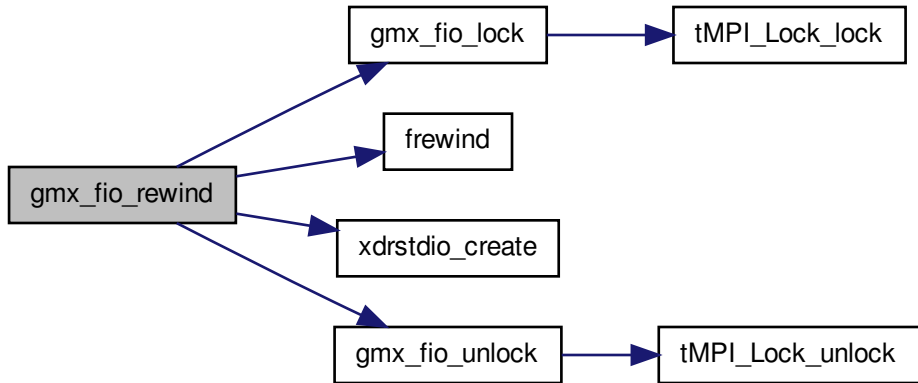 gmx_fio_lock
tMPI_Lock_lock
frewind
gmx_fio_rewind
xdrstdio_create
gmx_fio_unlock
tMPI_Lock_unlock